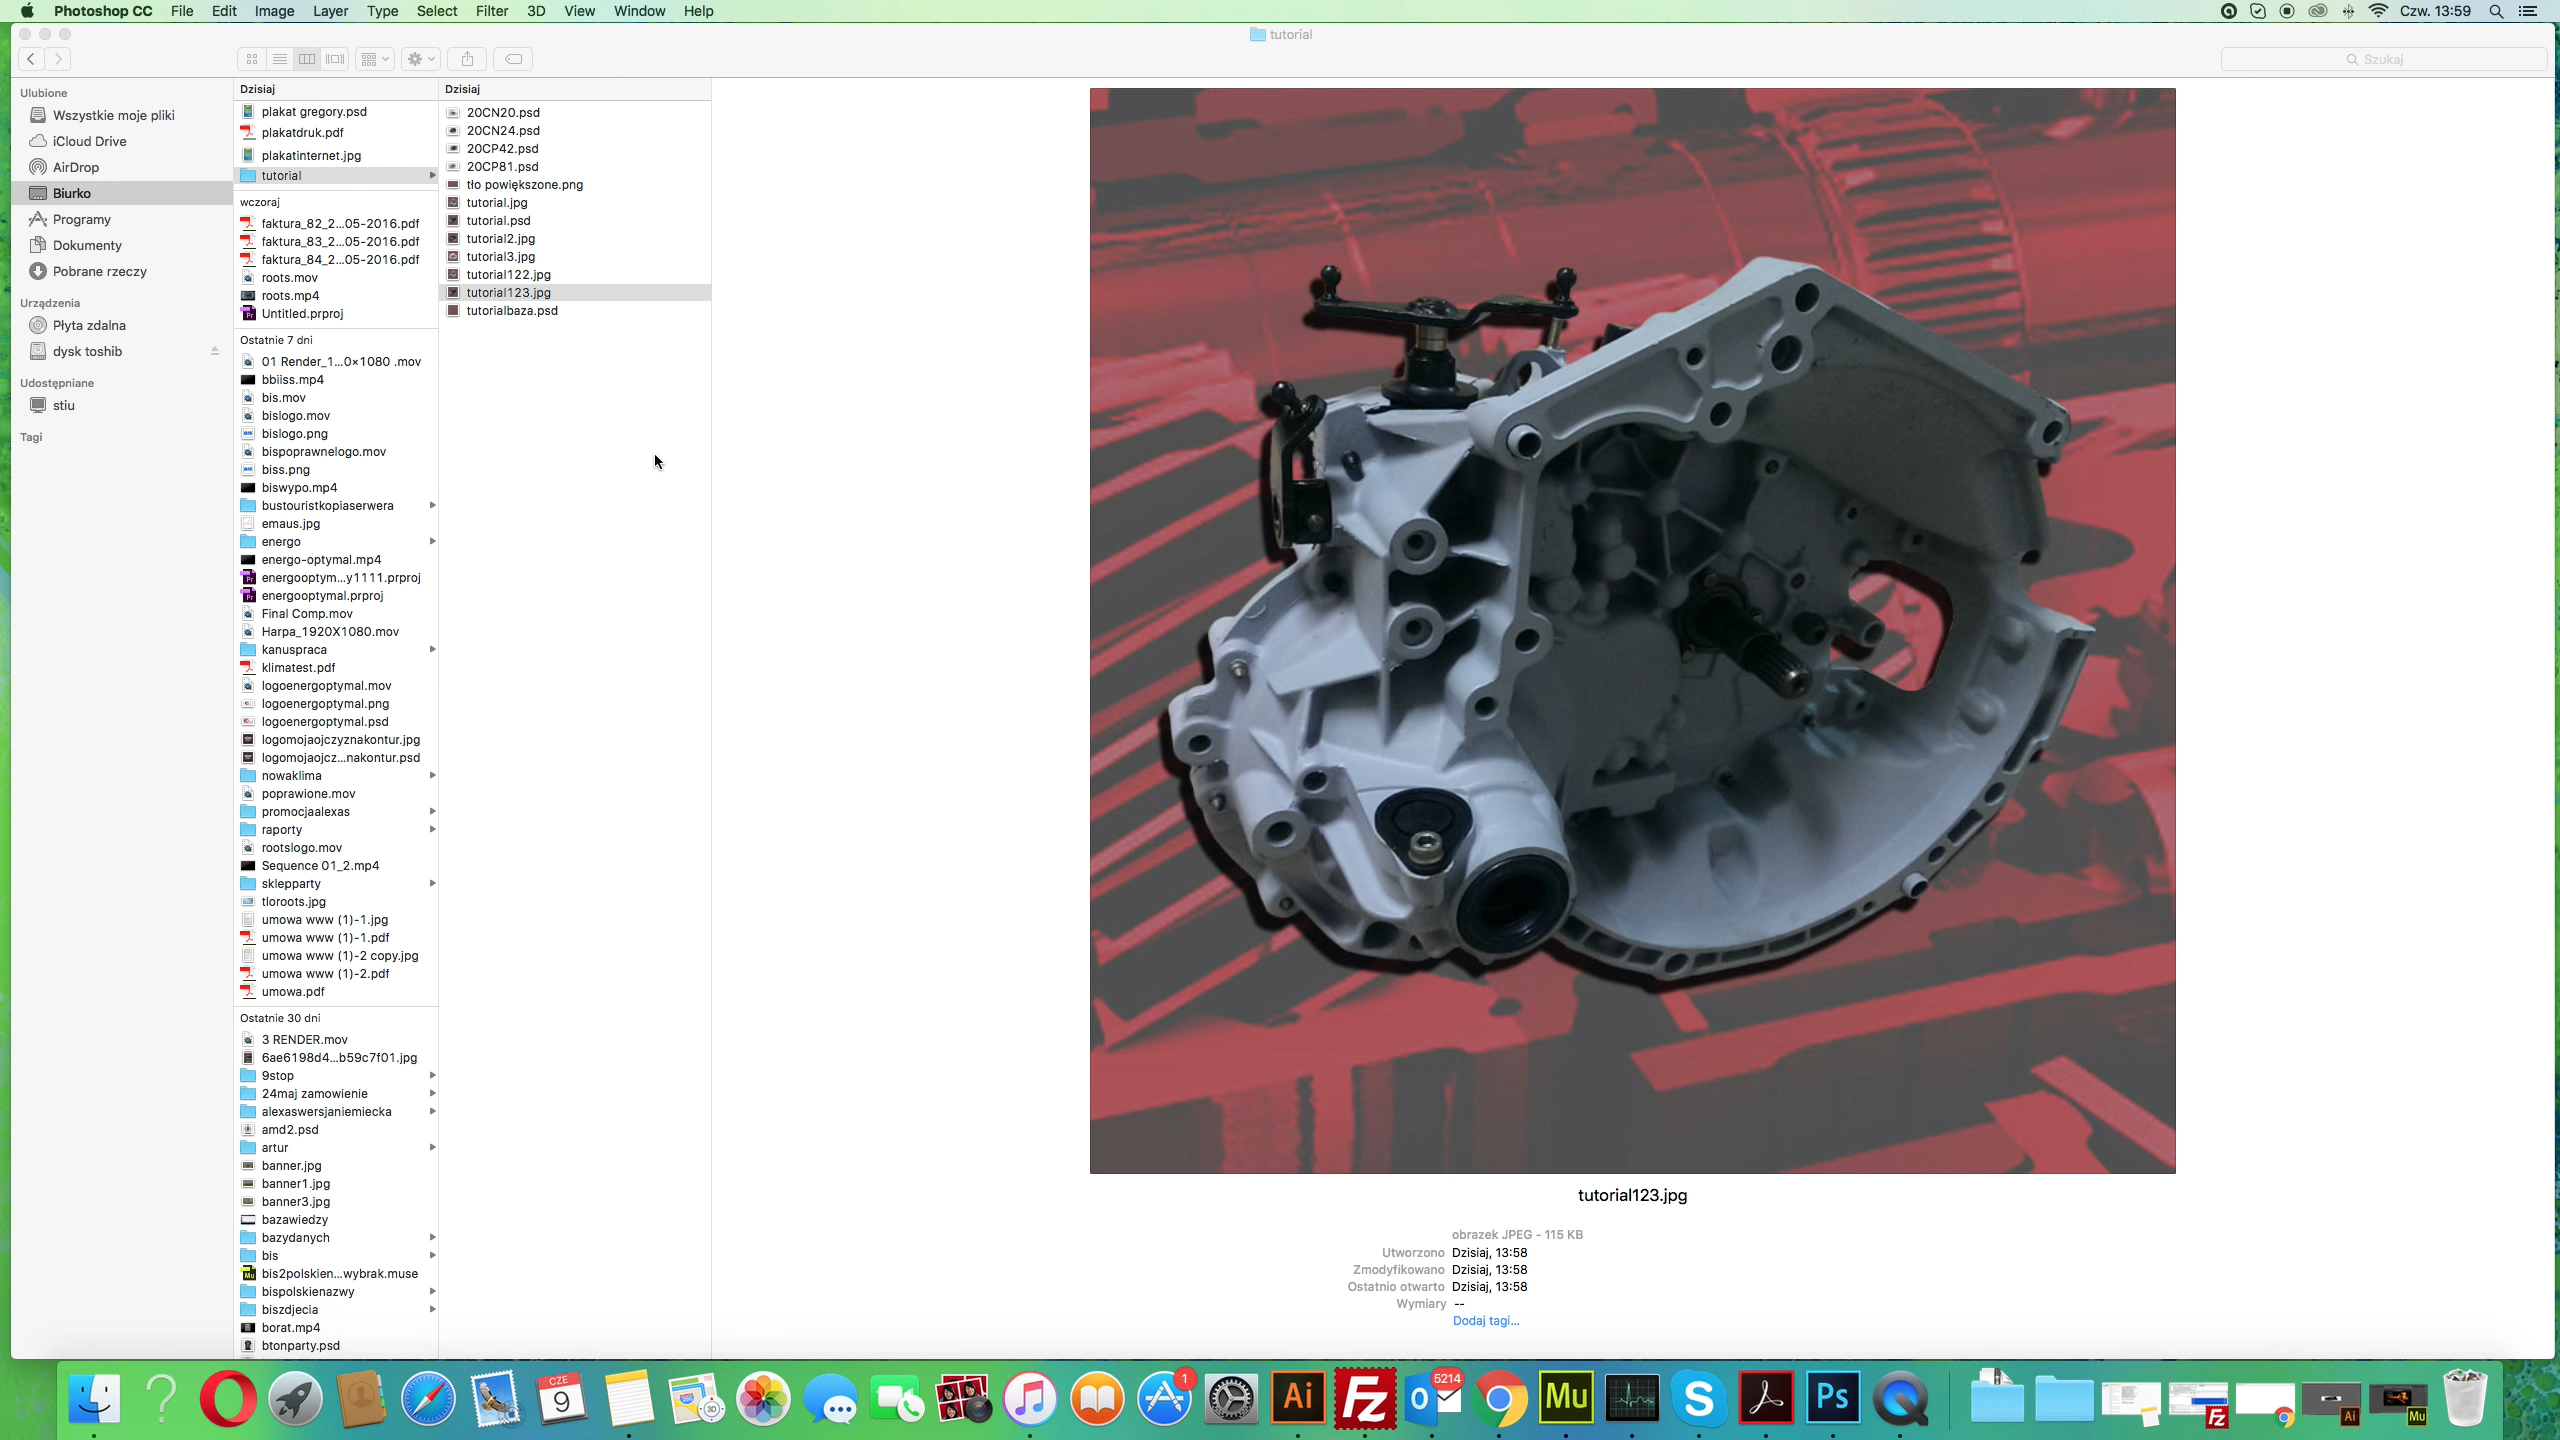 Photoshop CC File Edit Image Layer Type Select Filter 3D View Window Help
Czw. 13:59
tutorial
Szukaj
Ulubione
Wszystkie moje pliki
iCloud Drive
AirDrop
Biurko
Programy
Dokumenty
Pobrane rzeczy
Urządzenia
Płyta zdalna
dysk toshib
Udostępniane
stiu
Tagi
Dzisiaj
plakat gregory.psd
plakatdruk.pdf
plakatinternet.jpg
tutorial
wczoraj
faktura_82_2...05-2016.pdf
faktura_83_2...05-2016.pdf
faktura_84_2...05-2016.pdf
roots.mov
roots.mp4
Untitled.prproj
Ostatnie 7 dni
01 Render_1...0×1080 .mov
bbiiss.mp4
bis.mov
bislogo.mov
bislogo.png
bispoprawnelogo.mov
biss.png
biswypo.mp4
bustouristkopiaserwera
emaus.jpg
energo
energo-optymal.mp4
energooptym...y1111.prproj
energooptymal.prproj
Final Comp.mov
Harpa_1920X1080.mov
kanuspraca
klimatest.pdf
logoenergoptymal.mov
logoenergoptymal.png
logoenergoptymal.psd
logomojaojczyznakontur.jpg
logomojaojcz...nakontur.psd
nowaklima
poprawione.mov
promocjaalexas
raporty
rootslogo.mov
Sequence 01_2.mp4
sklepparty
tloroots.jpg
umowa www (1)-1.jpg
umowa www (1)-1.pdf
umowa www (1)-2 copy.jpg
umowa www (1)-2.pdf
umowa.pdf
Ostatnie 30 dni
3 RENDER.mov
6ae6198d4...b59c7f01.jpg
9stop
24maj zamowienie
alexaswersjaniemiecka
amd2.psd
artur
banner.jpg
banner1.jpg
banner3.jpg
bazawiedzy
bazydanych
bis
bis2polskien...wybrak.muse
bispolskienazwy
biszdjecia
borat.mp4
btonparty.psd
Dzisiaj
20CN20.psd
20CN24.psd
20CP42.psd
20CP81.psd
tło powiększone.png
tutorial.jpg
tutorial.psd
tutorial2.jpg
tutorial3.jpg
tutorial122.jpg
tutorial123.jpg
tutorialbaza.psd
tutorial123.jpg
obrazek JPEG - 115 KB
Utworzono Dzisiaj, 13:58
Zmodyfikowano Dzisiaj, 13:58
Ostatnio otwarto Dzisiaj, 13:58
Wymiary --
Dodaj tagi...
CZE
9
3D
1
Ai
Fz
5214
Mu
S
Ps
Fz
Ai
Mu